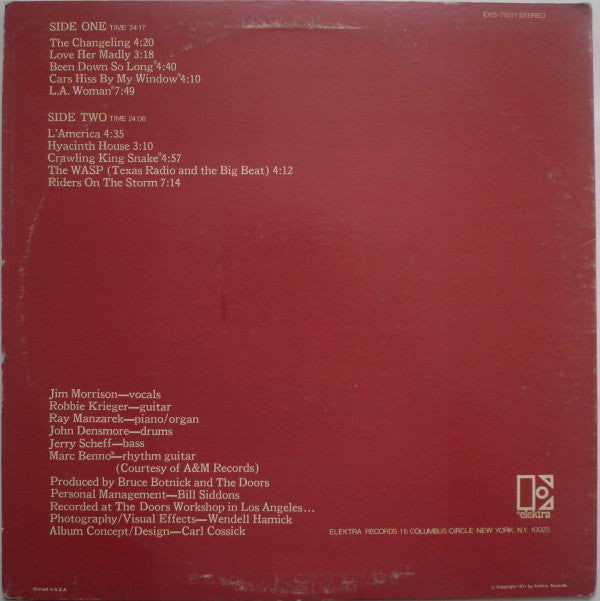 EKS-75011 STEREO
SIDE ONE TIME 24:17
The Changeling 4:20
Love Her Madly 3:18
Been Down So Long* 4:40
Cars Hiss By My Window* 4:10
L.A. Woman* 7:49
SIDE TWO TIME 24:06
L'America 4:35
Hyacinth House 3:10
Crawling King Snake* 4:57
The WASP (Texas Radio and the Big Beat) 4:12
Riders On The Storm 7:14
Jim Morrison—vocals
Robbie Krieger—guitar
Ray Manzarek—piano/organ
John Densmore—drums
Jerry Scheff—bass
Marc Benno*—rhythm guitar
(Courtesy of A&M Records)
Produced by Bruce Botnick and The Doors
Personal Management—Bill Siddons
Recorded at The Doors Workshop in Los Angeles...
Photography/Visual Effects—Wendell Hamick
Album Concept/Design—Carl Cossick
elektra
ELEKTRA RECORDS 15 COLUMBUS CIRCLE NEW YORK, N.Y. 10023
Printed in U.S.A.
Copyright 1971 by Elektra Records